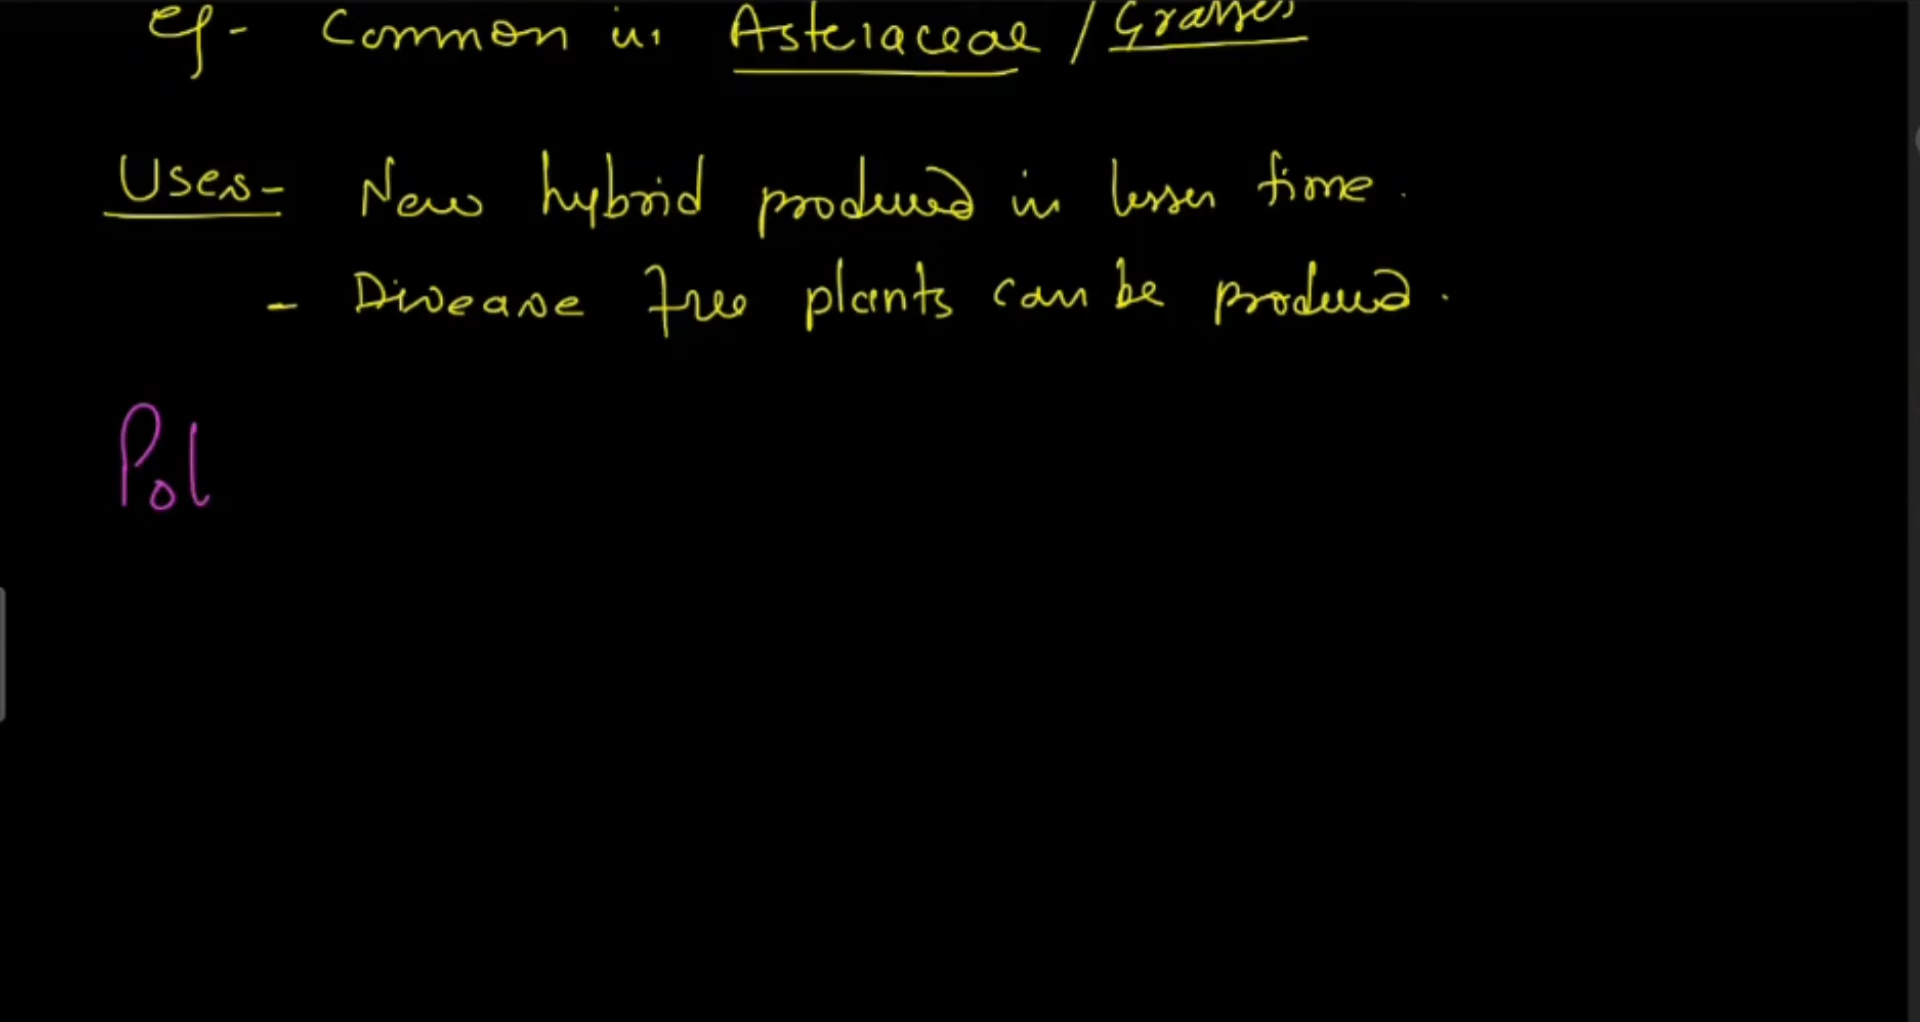 eg - Common in Asteraceae / Grasses
Uses - New hybrid produced in lesser time.
- Disease free plants can be produced.
Pol